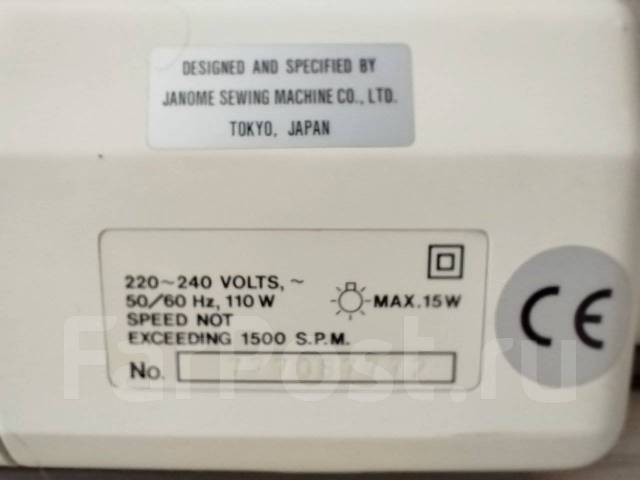 DESIGNED AND SPECIFIED BY
JANOME SEWING MACHINE CO., LTD.
TOKYO, JAPAN
220~240 VOLTS, ~
50/60 Hz, 110 W
MAX. 15 W
SPEED NOT
EXCEEDING 1500 S.P.M.
No.
CE
FarPost.ru